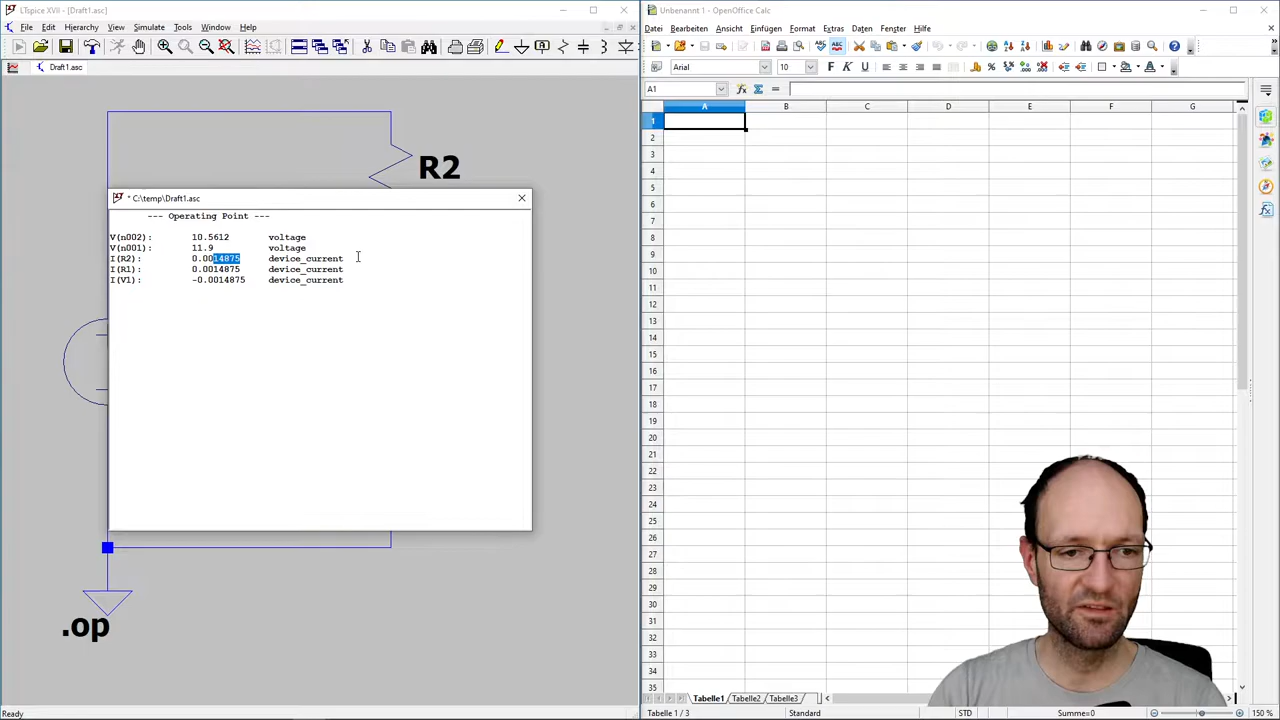 LTspice XVII - [Draft1.asc]
File Edit Hierarchy View Simulate Tools Window Help
Draft1.asc
R2
* C:\temp\Draft1.asc
--- Operating Point ---
V(n002): 10.5612 voltage
V(n001): 11.9 voltage
I(R2): 0.0014875 device_current
I(R1): 0.0014875 device_current
I(V1): -0.0014875 device_current
.op
Ready
Unbenannt 1 - OpenOffice Calc
Datei Bearbeiten Ansicht Einfügen Format Extras Daten Fenster Hilfe
Arial 10 F K U
A1
A B C D E F G
1
2
3
4
5
6
7
8
9
10
11
12
13
14
15
16
17
18
19
20
21
22
23
24
25
26
27
28
29
30
31
32
33
34
35
Tabelle1 Tabelle2 Tabelle3
Tabelle 1 / 3 Standard STD Summe=0 150 %